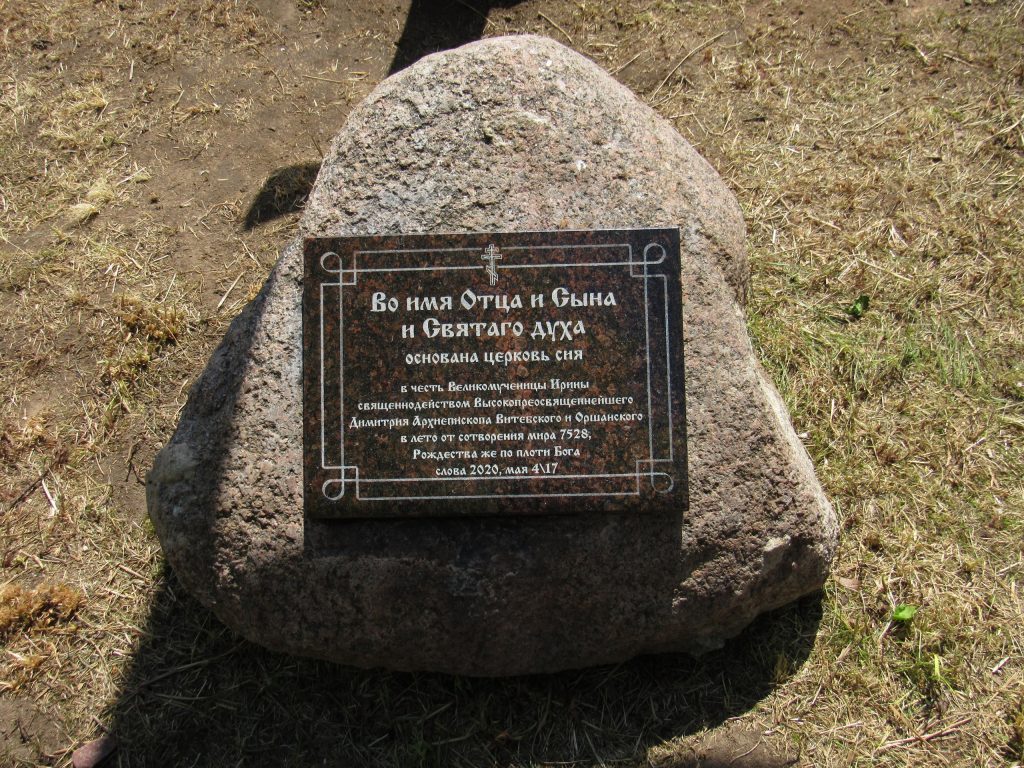 Во имя Отца и Сына
и Святаго духа
основана церковь сия
в честь Великомученицы Ирины
священнодейством Высокопреосвященнейшего
Димитрия Архиепископа Витебского и Оршанского
в лето от сотворения мира 7528;
Рождества же по плоти Бога
слова 2020, мая 4\17